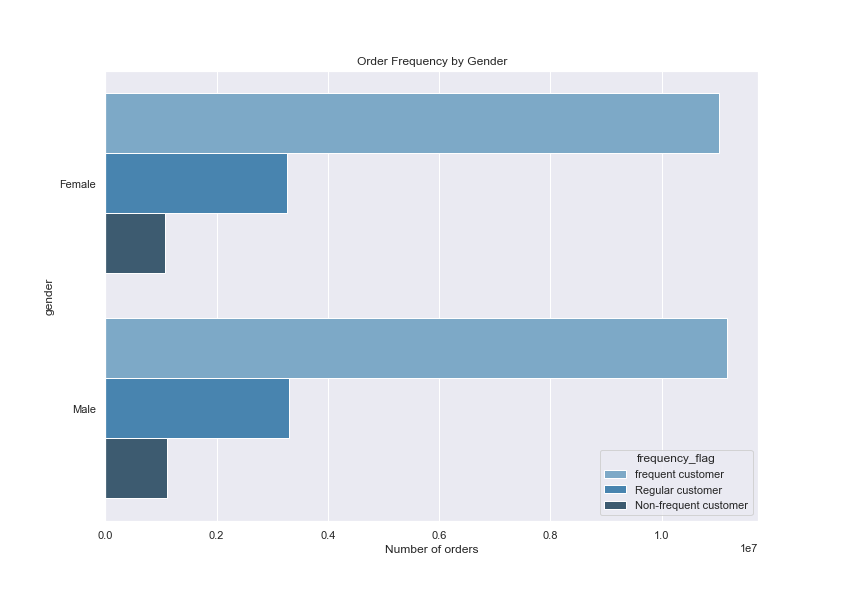 Order Frequency by Gender
Female
gender
Male
frequency_flag
frequent customer
Regular customer
Non-frequent customer
0.0 0.2 0.4 0.6 0.8 1.0
1e7
Number of orders